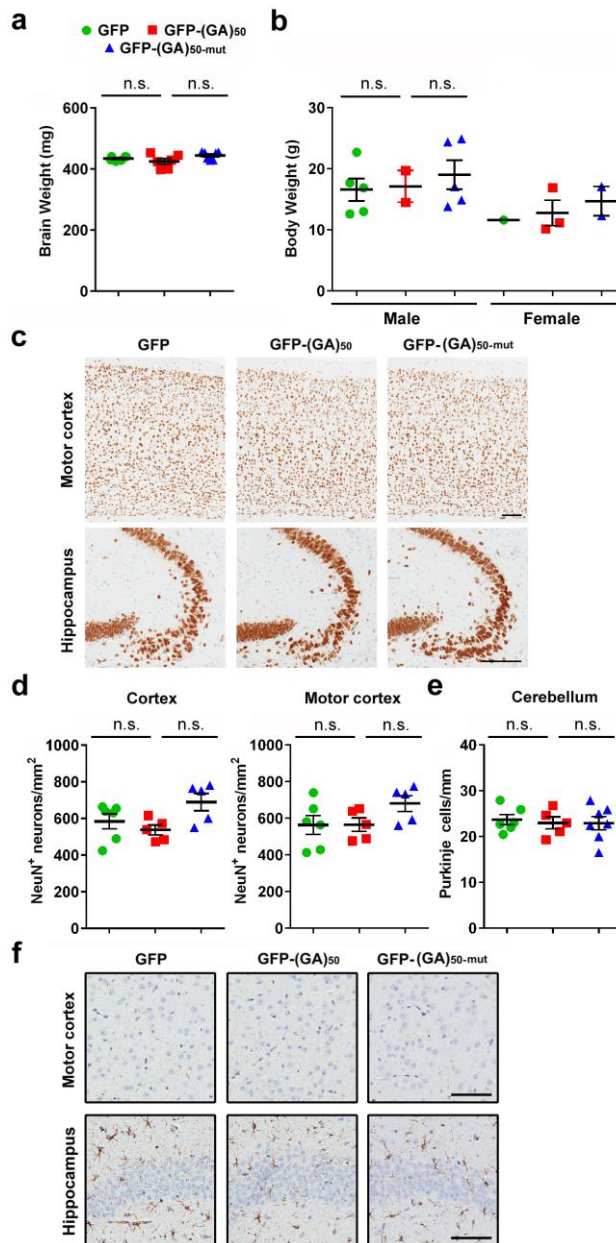 a
GFP GFP-(GA)50
GFP-(GA)50-mut
n.s. n.s.
Brain Weight (mg)
600
400
200
0
b
n.s. n.s.
Body Weight (g)
30
20
10
0
Male Female
c
GFP GFP-(GA)50 GFP-(GA)50-mut
Motor cortex
Hippocampus
d
Cortex
n.s. n.s.
NeuN+ neurons/mm2
1000
800
600
400
200
0
Motor cortex
n.s. n.s.
NeuN+ neurons/mm2
1000
800
600
400
200
0
e
Cerebellum
n.s. n.s.
Purkinje cells/mm
40
30
20
10
0
f
GFP GFP-(GA)50 GFP-(GA)50-mut
Motor cortex
Hippocampus